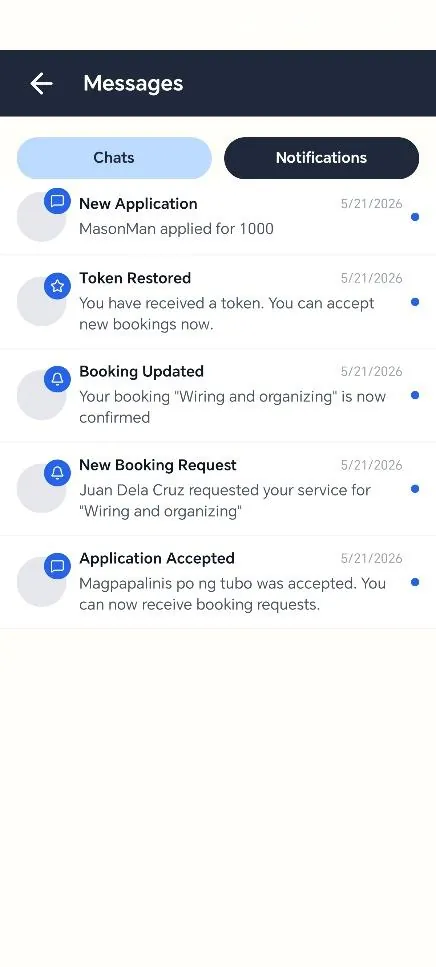 Messages
Chats
Notifications
New Application
5/21/2026
MasonMan applied for 1000
Token Restored
5/21/2026
You have received a token. You can accept
new bookings now.
Booking Updated
5/21/2026
Your booking "Wiring and organizing" is now
confirmed
New Booking Request
5/21/2026
Juan Dela Cruz requested your service for
"Wiring and organizing"
Application Accepted
5/21/2026
Magpapalinis po ng tubo was accepted. You
can now receive booking requests.